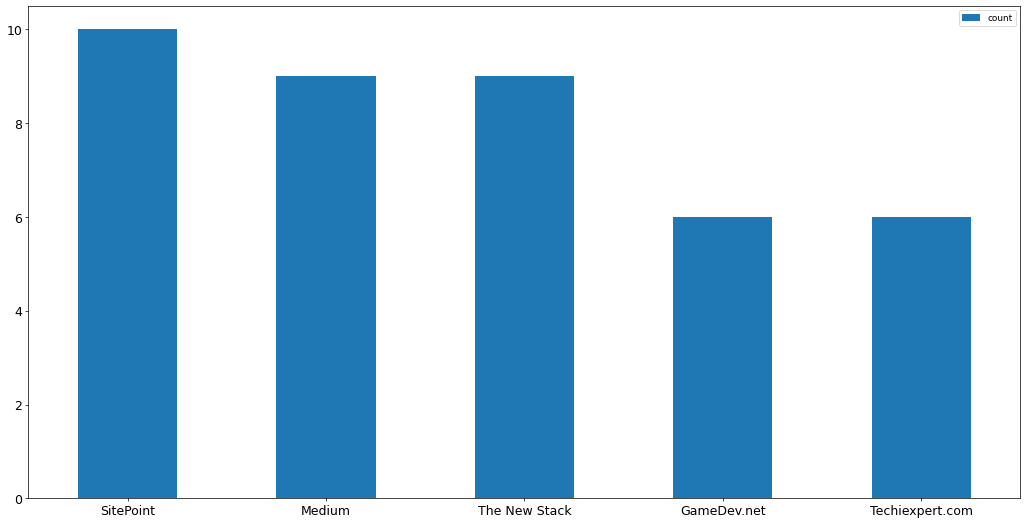 count
10
8
6
4
2
0
SitePoint
Medium
The New Stack
GameDev.net
Techiexpert.com